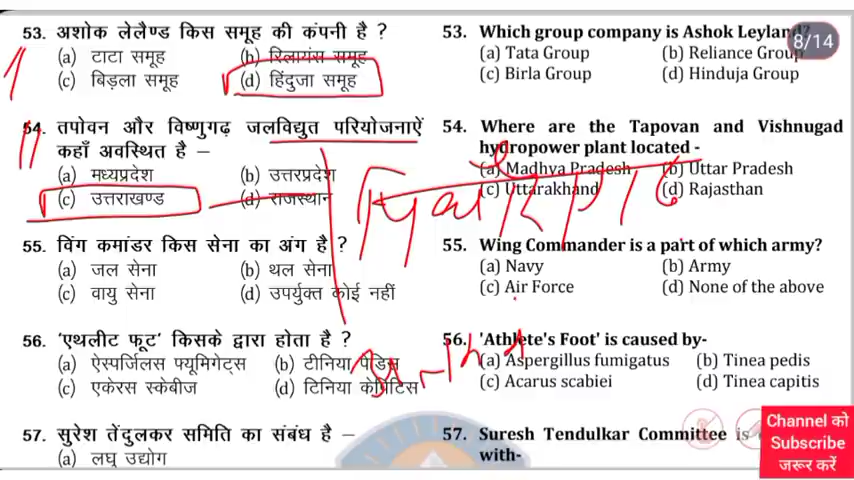 53. अशोक लेलैण्ड किस समूह की कंपनी है ?
(a) टाटा समूह (b) रिलायंस समूह
(c) बिड़ला समूह (d) हिंदुजा समूह
54. तपोवन और विष्णुगढ़ जलविद्युत परियोजनाऐं
कहाँ अवस्थित है –
(a) मध्यप्रदेश (b) उत्तरप्रदेश
(c) उत्तराखण्ड (d) राजस्थान
55. विंग कमांडर किस सेना का अंग है ?
(a) जल सेना (b) थल सेना
(c) वायु सेना (d) उपर्युक्त कोई नहीं
56. 'एथलीट फूट' किसके द्वारा होता है ?
(a) ऐस्पर्जिलस फ्यूमिगेट्स (b) टीनिया पेडिस
(c) एकेरस स्केबीज (d) टिनिया केपिटिस
57. सुरेश तेंदुलकर समिति का संबंध है –
(a) लघु उद्योग
53. Which group company is Ashok Leyland?
(a) Tata Group (b) Reliance Group
(c) Birla Group (d) Hinduja Group
54. Where are the Tapovan and Vishnugad
hydropower plant located -
(a) Madhya Pradesh (b) Uttar Pradesh
(c) Uttarakhand (d) Rajasthan
55. Wing Commander is a part of which army?
(a) Navy (b) Army
(c) Air Force (d) None of the above
56. 'Athlete's Foot' is caused by-
(a) Aspergillus fumigatus (b) Tinea pedis
(c) Acarus scabiei (d) Tinea capitis
57. Suresh Tendulkar Committee is
with-
8/14
Channel को
Subscribe
जरूर करें